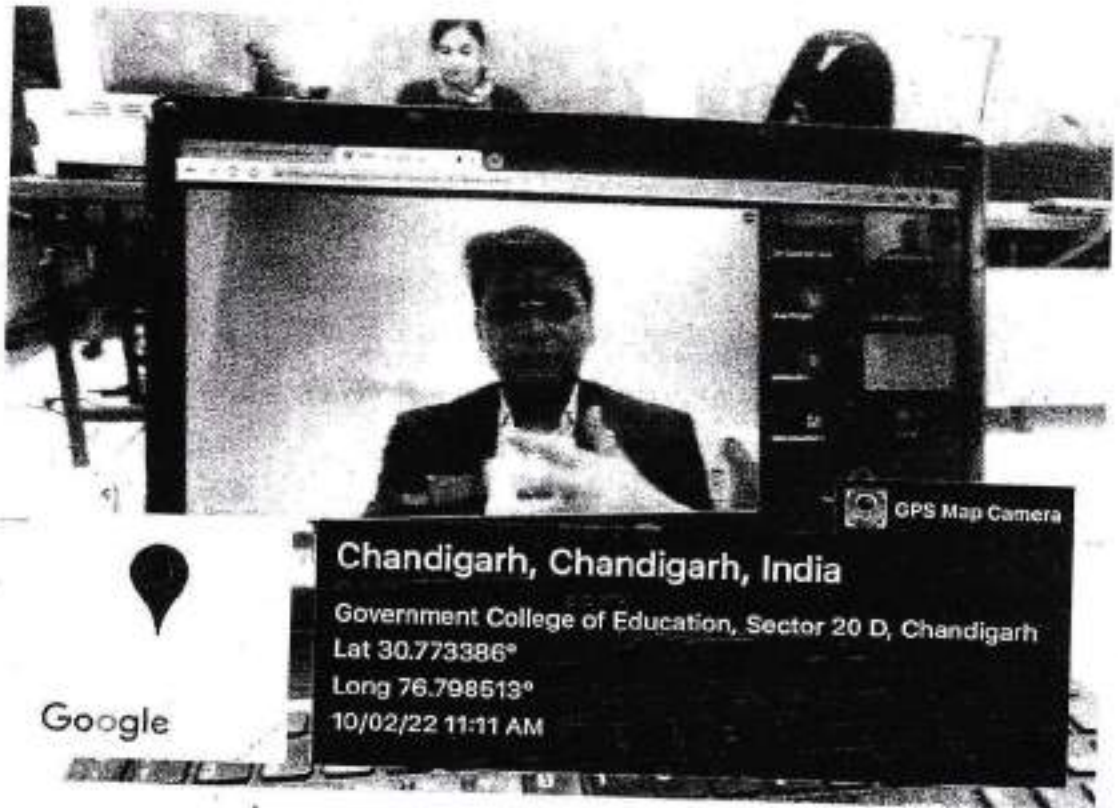 GPS Map Camera
Chandigarh, Chandigarh, India
Government College of Education, Sector 20 D, Chandigarh
Lat 30.773386°
Long 76.798513°
10/02/22 11:11 AM
Google